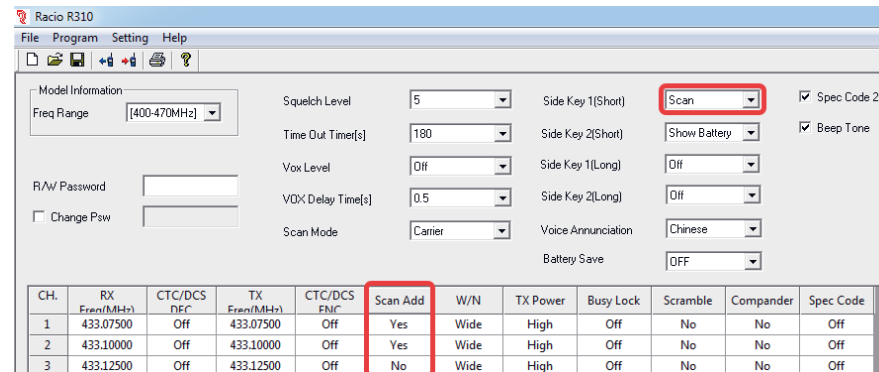 Racio R310
File Program Setting Help
Model Information
Freq Range [400-470MHz]
R/W Password
Change Psw
Squelch Level 5
Time Out Timer[s] 180
Vox Level Off
VOX Delay Time[s] 0.5
Scan Mode Carrier
Side Key 1(Short) Scan
Side Key 2(Short) Show Battery
Side Key 1(Long) Off
Side Key 2(Long) Off
Voice Annunciation Chinese
Battery Save OFF
Spec Code 2
Beep Tone
CH. RX Freq(MHz) CTC/DCS DEC TX Freq(MHz) CTC/DCS ENC Scan Add W/N TX Power Busy Lock Scramble Compander Spec Code
1 433.07500 Off 433.07500 Off Yes Wide High Off No No Off
2 433.10000 Off 433.10000 Off Yes Wide High Off No No Off
3 433.12500 Off 433.12500 Off No Wide High Off No No Off